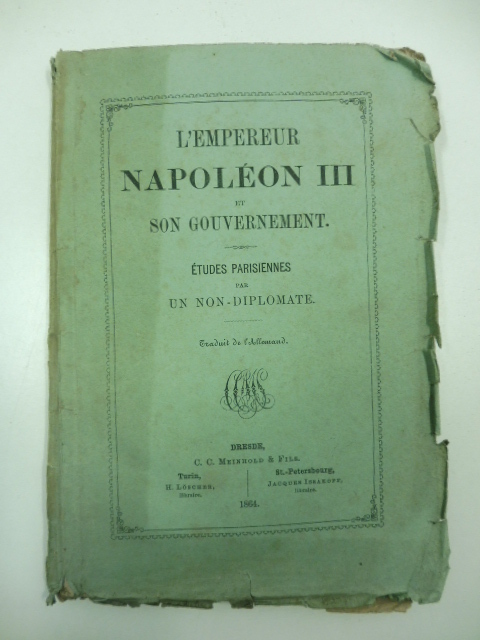 L'EMPEREUR
NAPOLÉON III
ET
SON GOUVERNEMENT.
ÉTUDES PARISIENNES
PAR
UN NON-DIPLOMATE.
Traduit de l'Allemand.
DRESDE,
C. C. MEINHOLD & FILS.
Turin,
H. LÖSCHER,
libraire.
St.-Petersbourg,
JACQUES ISSAKOFF,
libraire.
1864.